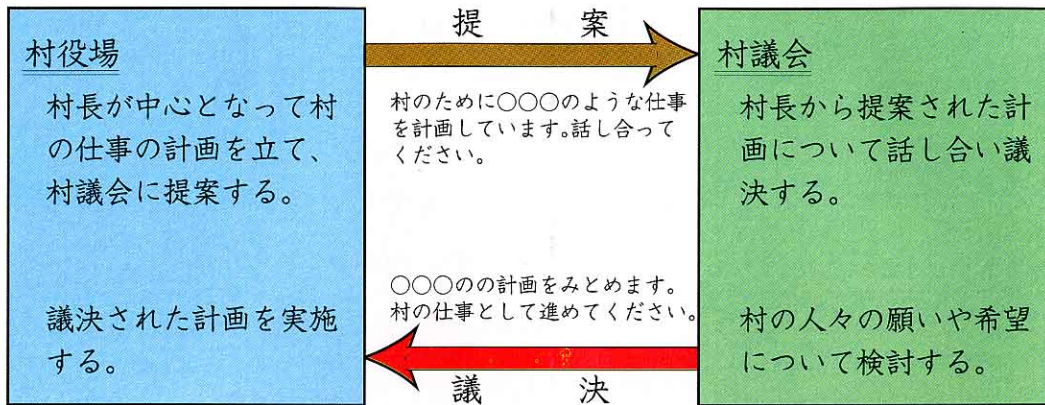 提案
村役場
村長が中心となって村
の仕事の計画を立て、
村議会に提案する。
議決された計画を実施
する。
村のために〇〇〇のような仕事
を計画しています。話し合って
ください。
〇〇〇のの計画をみとめます。
村の仕事として進めてください。
議決
村議会
村長から提案された計
画について話し合い議
決する。
村の人々の願いや希望
について検討する。